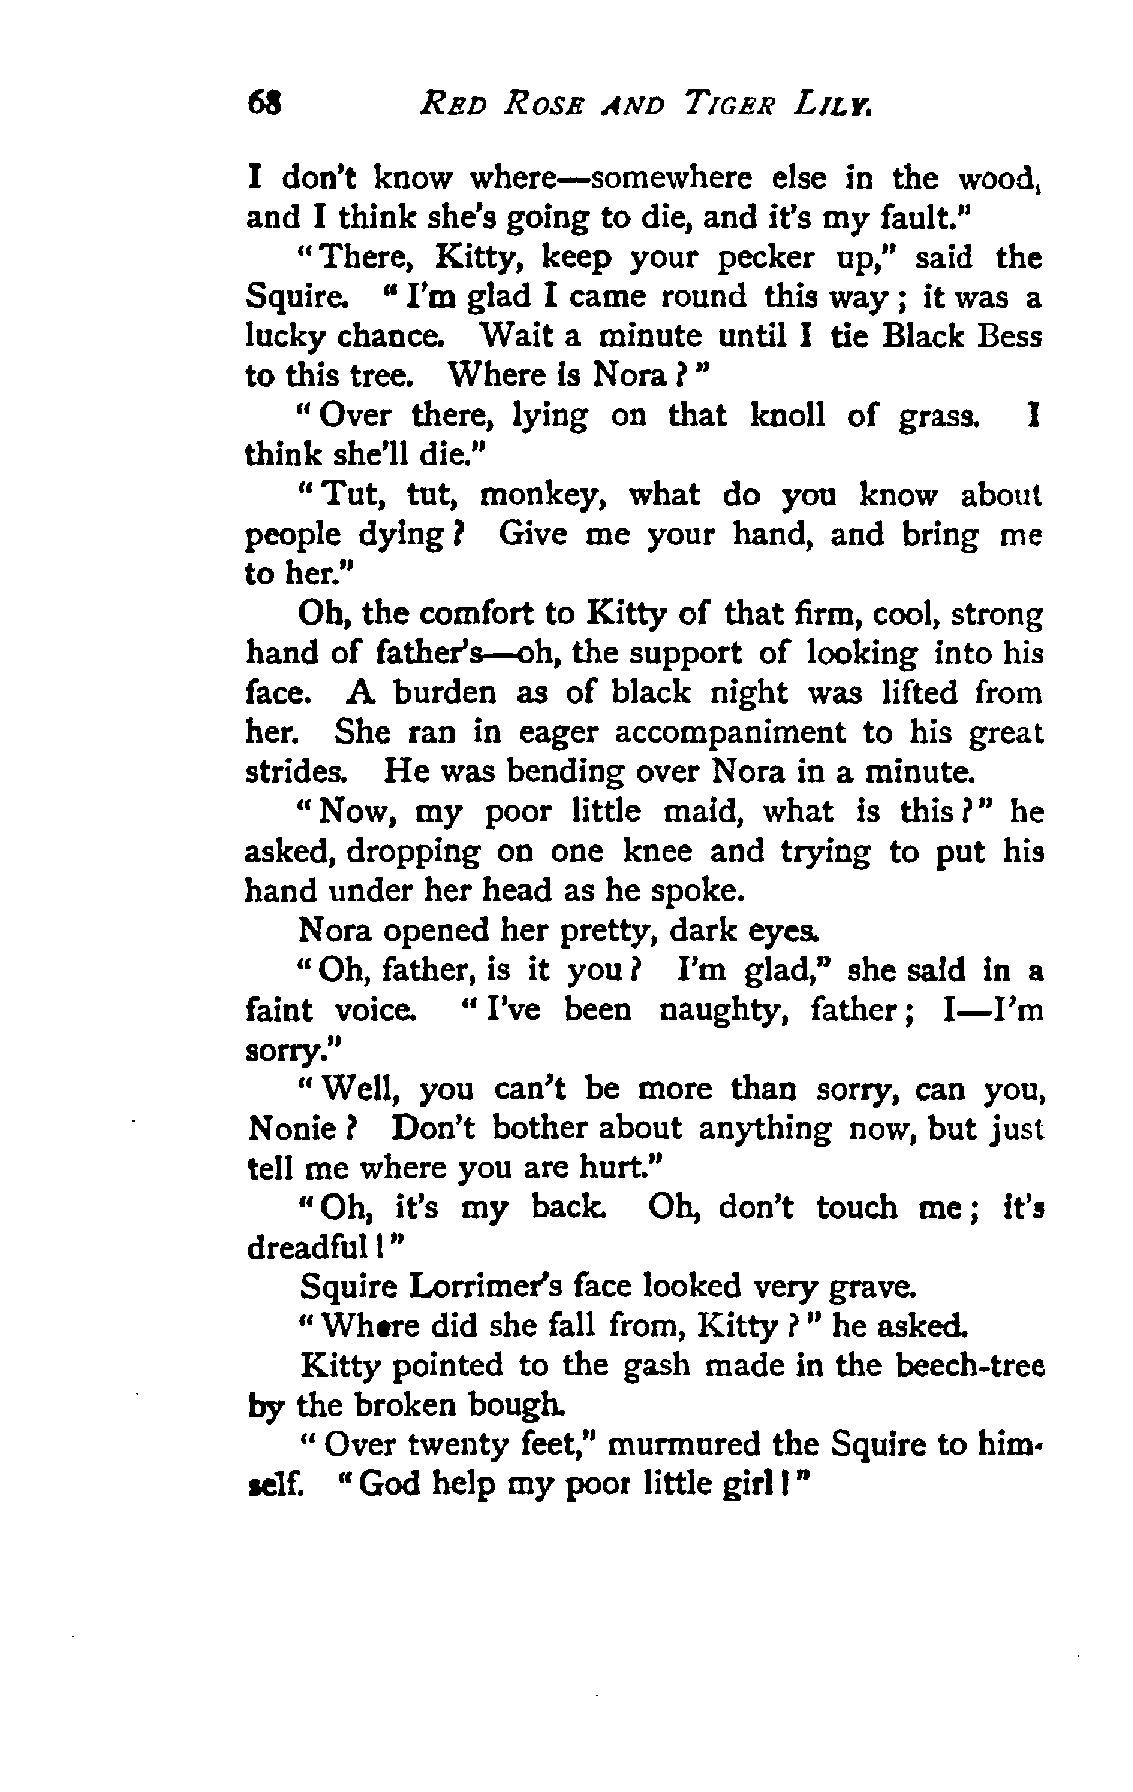 68 RED ROSE AND TIGER LILY.
I don't know where—somewhere else in the wood,
and I think she's going to die, and it's my fault."
"There, Kitty, keep your pecker up," said the
Squire. "I'm glad I came round this way; it was a
lucky chance. Wait a minute until I tie Black Bess
to this tree. Where is Nora?"
"Over there, lying on that knoll of grass. I
think she'll die."
"Tut, tut, monkey, what do you know about
people dying? Give me your hand, and bring me
to her."
Oh, the comfort to Kitty of that firm, cool, strong
hand of father's—oh, the support of looking into his
face. A burden as of black night was lifted from
her. She ran in eager accompaniment to his great
strides. He was bending over Nora in a minute.
"Now, my poor little maid, what is this?" he
asked, dropping on one knee and trying to put his
hand under her head as he spoke.
Nora opened her pretty, dark eyes.
"Oh, father, is it you? I'm glad," she said in a
faint voice. "I've been naughty, father; I—I'm
sorry."
"Well, you can't be more than sorry, can you,
Nonie? Don't bother about anything now, but just
tell me where you are hurt."
"Oh, it's my back. Oh, don't touch me; it's
dreadful!"
Squire Lorrimer's face looked very grave.
"Where did she fall from, Kitty?" he asked.
Kitty pointed to the gash made in the beech-tree
by the broken bough.
"Over twenty feet," murmured the Squire to him-
self. "God help my poor little girl!"